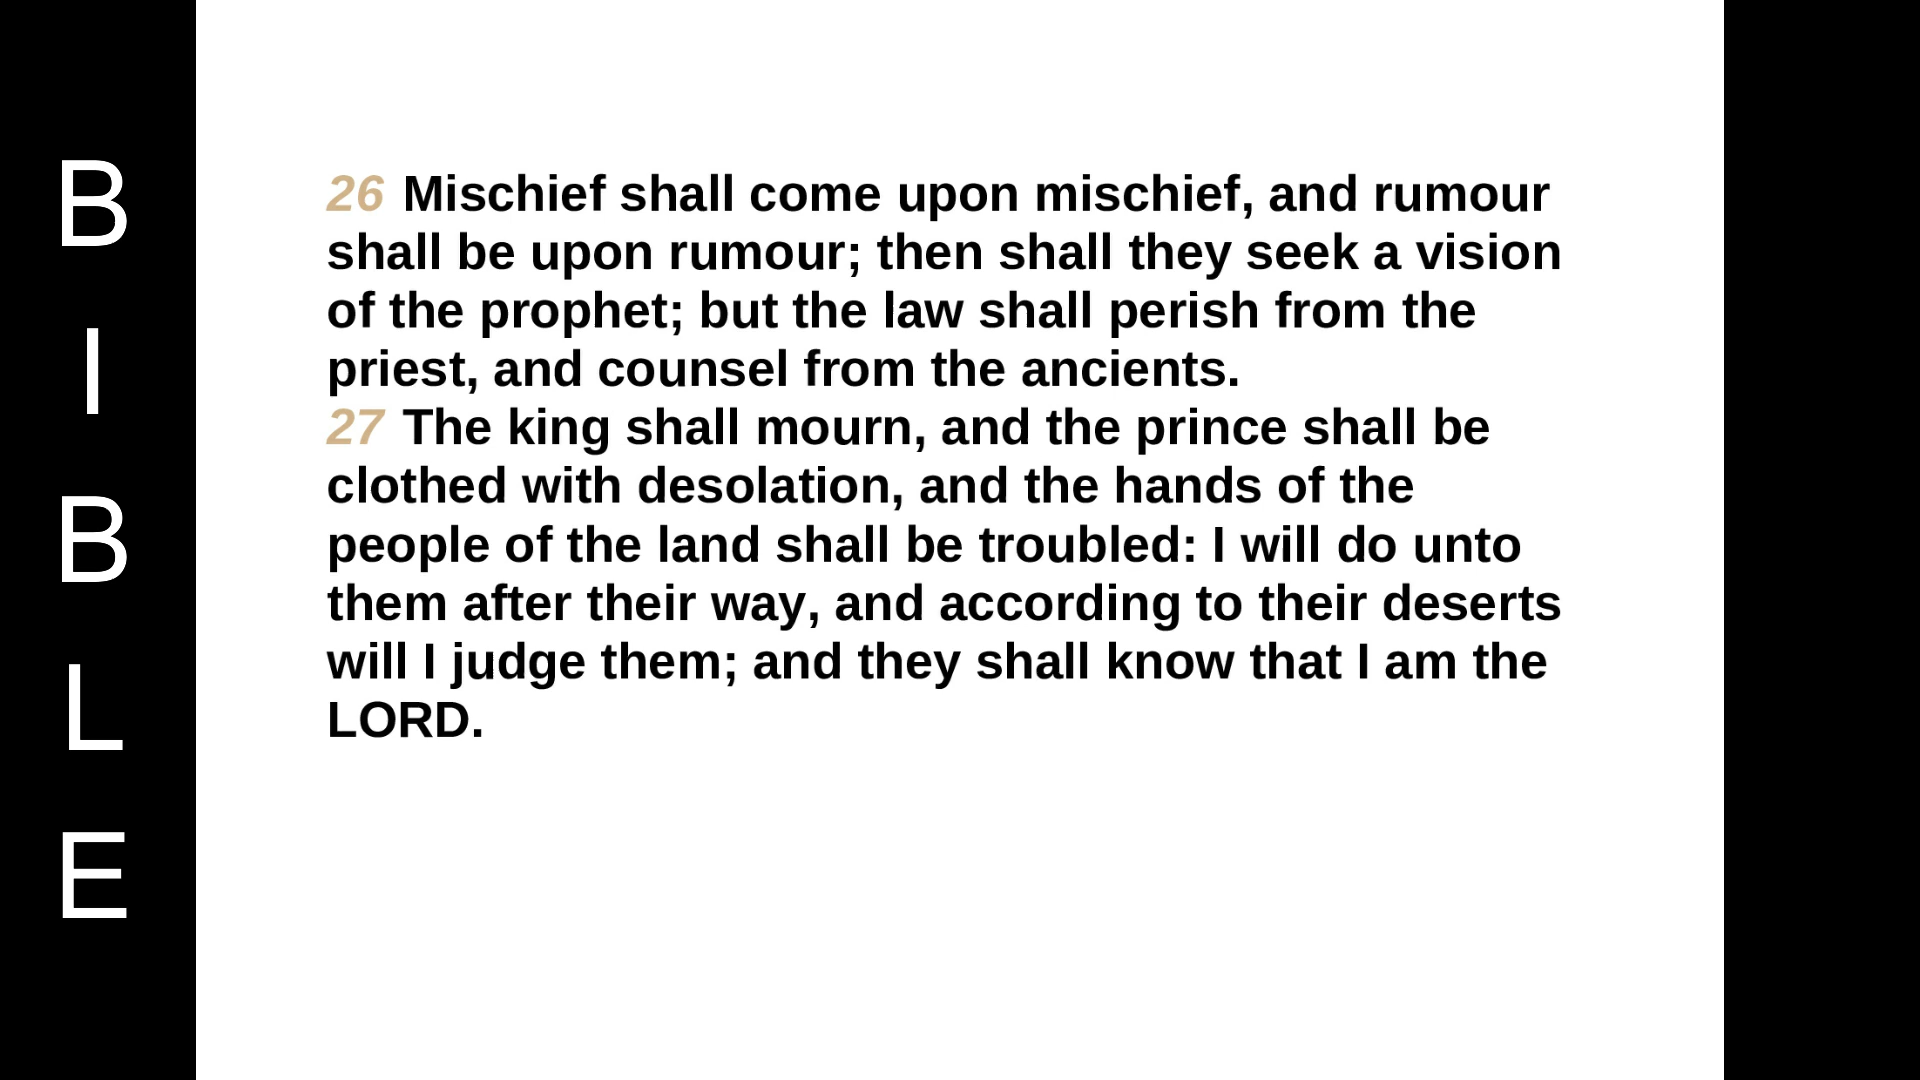 B
I
B
L
E
26 Mischief shall come upon mischief, and rumour
shall be upon rumour; then shall they seek a vision
of the prophet; but the law shall perish from the
priest, and counsel from the ancients.
27 The king shall mourn, and the prince shall be
clothed with desolation, and the hands of the
people of the land shall be troubled: I will do unto
them after their way, and according to their deserts
will I judge them; and they shall know that I am the
LORD.